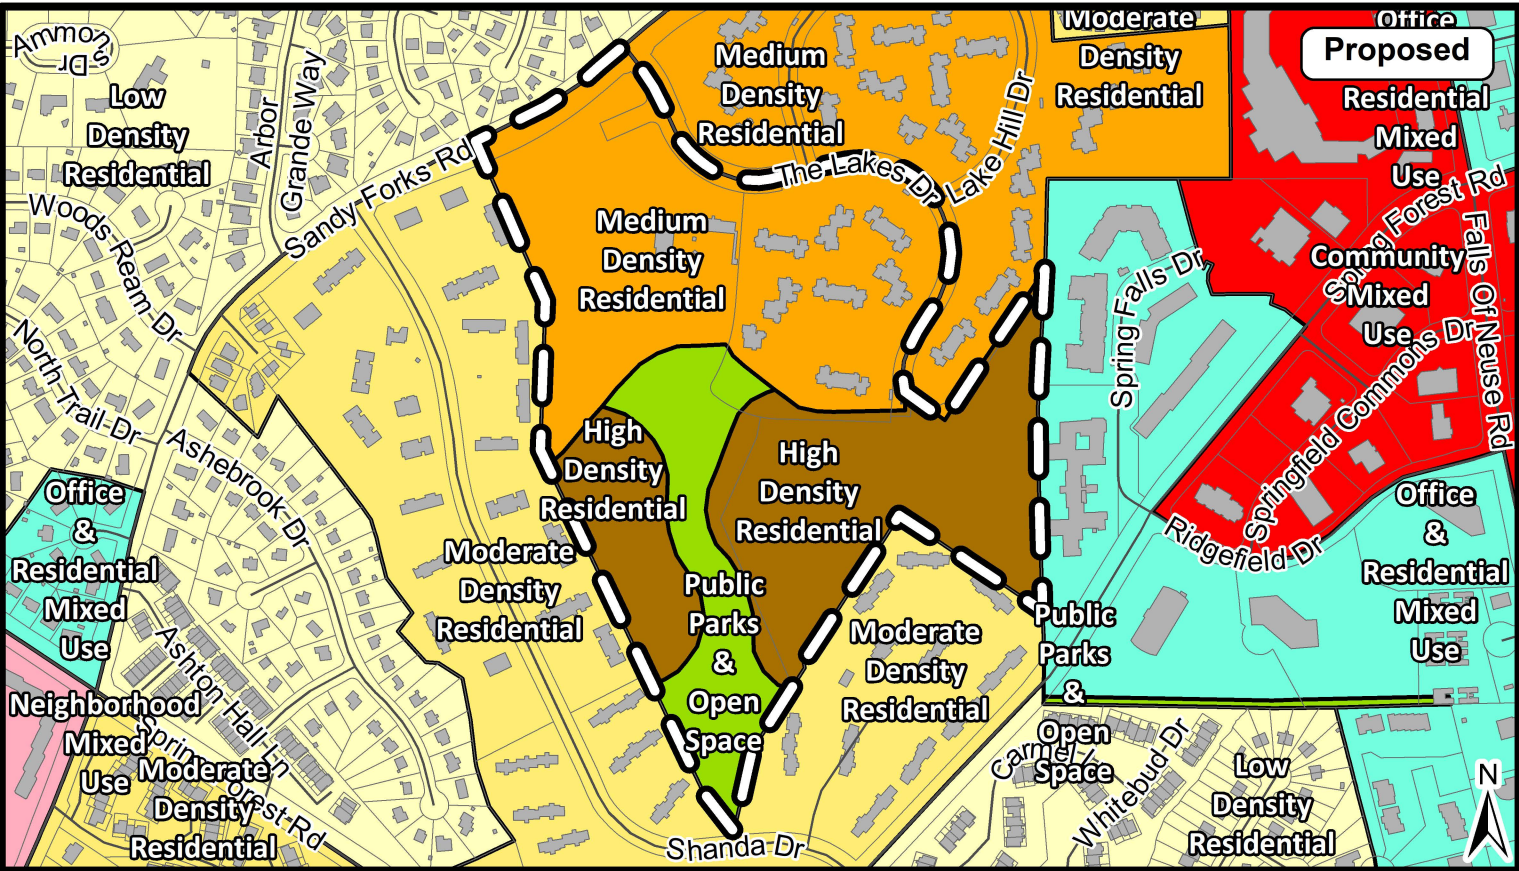 Ammons
Dr
Low
Density
Residential
Arbor
Grande Way
Sandy Forks Rd
Woods Ream Dr
North Trail Dr
Ashebrook Dr
Office
&
Residential
Mixed
Use
Neighborhood
Mixed
Use
Ashton Hall Ln
Spring Forest Rd
Moderate
Density
Residential
Medium
Density
Residential
The Lakes Dr
Lake Hill Dr
Medium
Density
Residential
High
Density
Residential
High
Density
Residential
Public
Parks
&
Open
Space
Moderate
Density
Residential
Moderate
Density
Residential
Shanda Dr
Moderate
Density
Residential
Office
Proposed
Residential
Mixed
Use
Spring Forest Rd
Community
Mixed
Use
Falls Of Neuse Rd
Spring Falls Dr
Springfield Commons Dr
Ridgefield Dr
Office
&
Residential
Mixed
Use
Public
Parks
&
Open
Space
Whitebud Dr
Low
Density
Residential
N